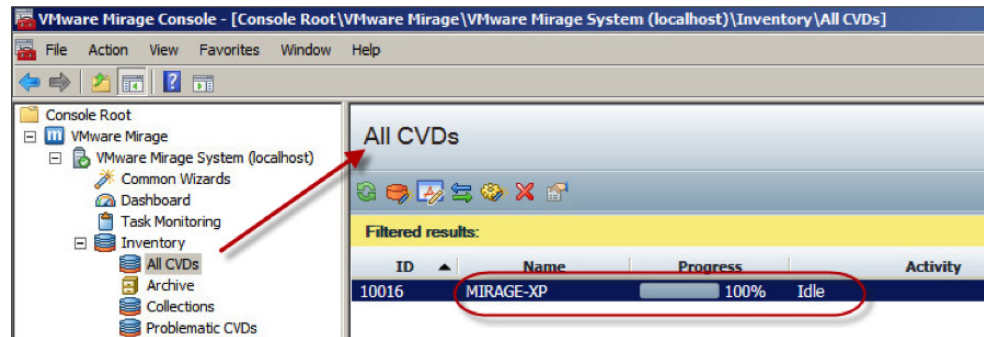 VMware Mirage Console - [Console Root\VMware Mirage\VMware Mirage System (localhost)\Inventory\All CVDs]
File Action View Favorites Window Help
Console Root
VMware Mirage
VMware Mirage System (localhost)
Common Wizards
Dashboard
Task Monitoring
Inventory
All CVDs
Archive
Collections
Problematic CVDs
All CVDs
Filtered results:
ID Name Progress Activity
10016 MIRAGE-XP 100% Idle